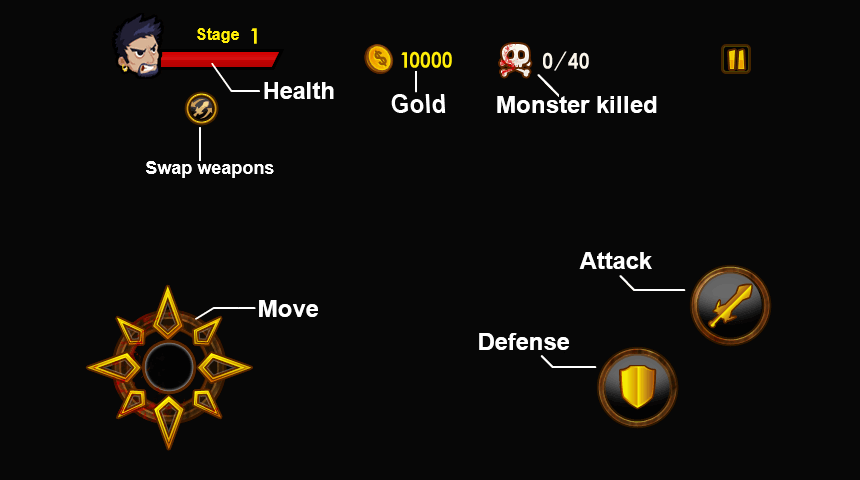 Stage 1
10000
0/40
Health
Gold
Monster killed
Swap weapons
Attack
Move
Defense